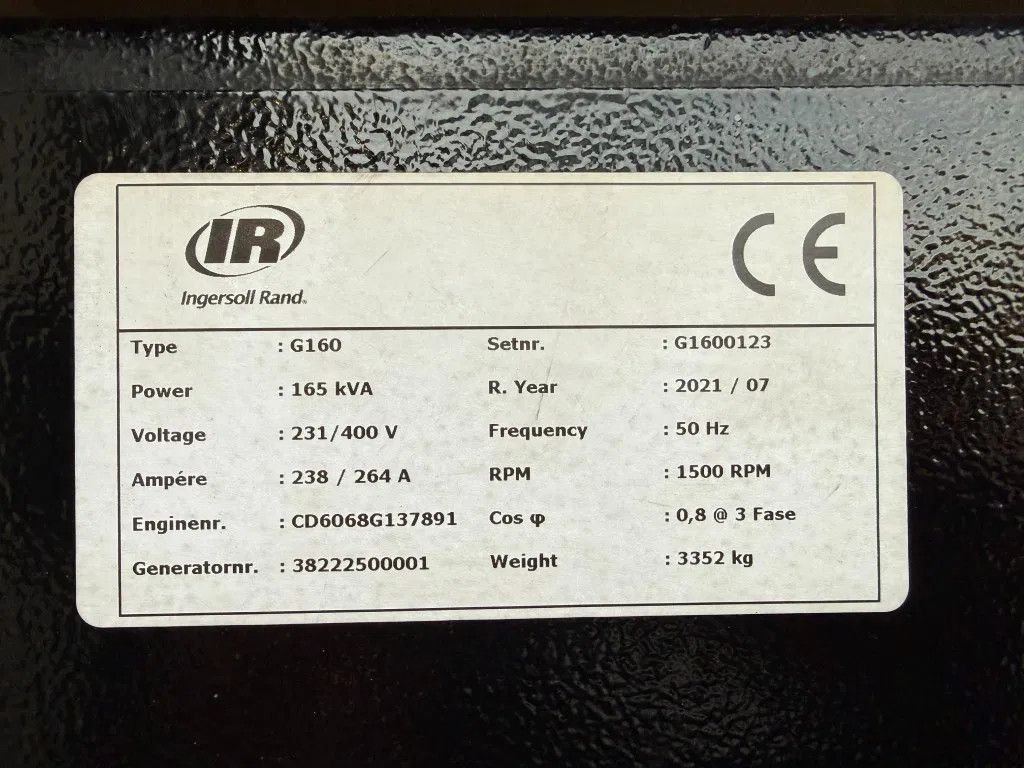 IR
Ingersoll Rand®
CE
Type : G160 Setnr. : G1600123
Power : 165 kVA R. Year : 2021 / 07
Voltage : 231/400 V Frequency : 50 Hz
Ampére : 238 / 264 A RPM : 1500 RPM
Enginenr. : CD6068G137891 Cos φ : 0,8 @ 3 Fase
Generatornr. : 38222500001 Weight : 3352 kg